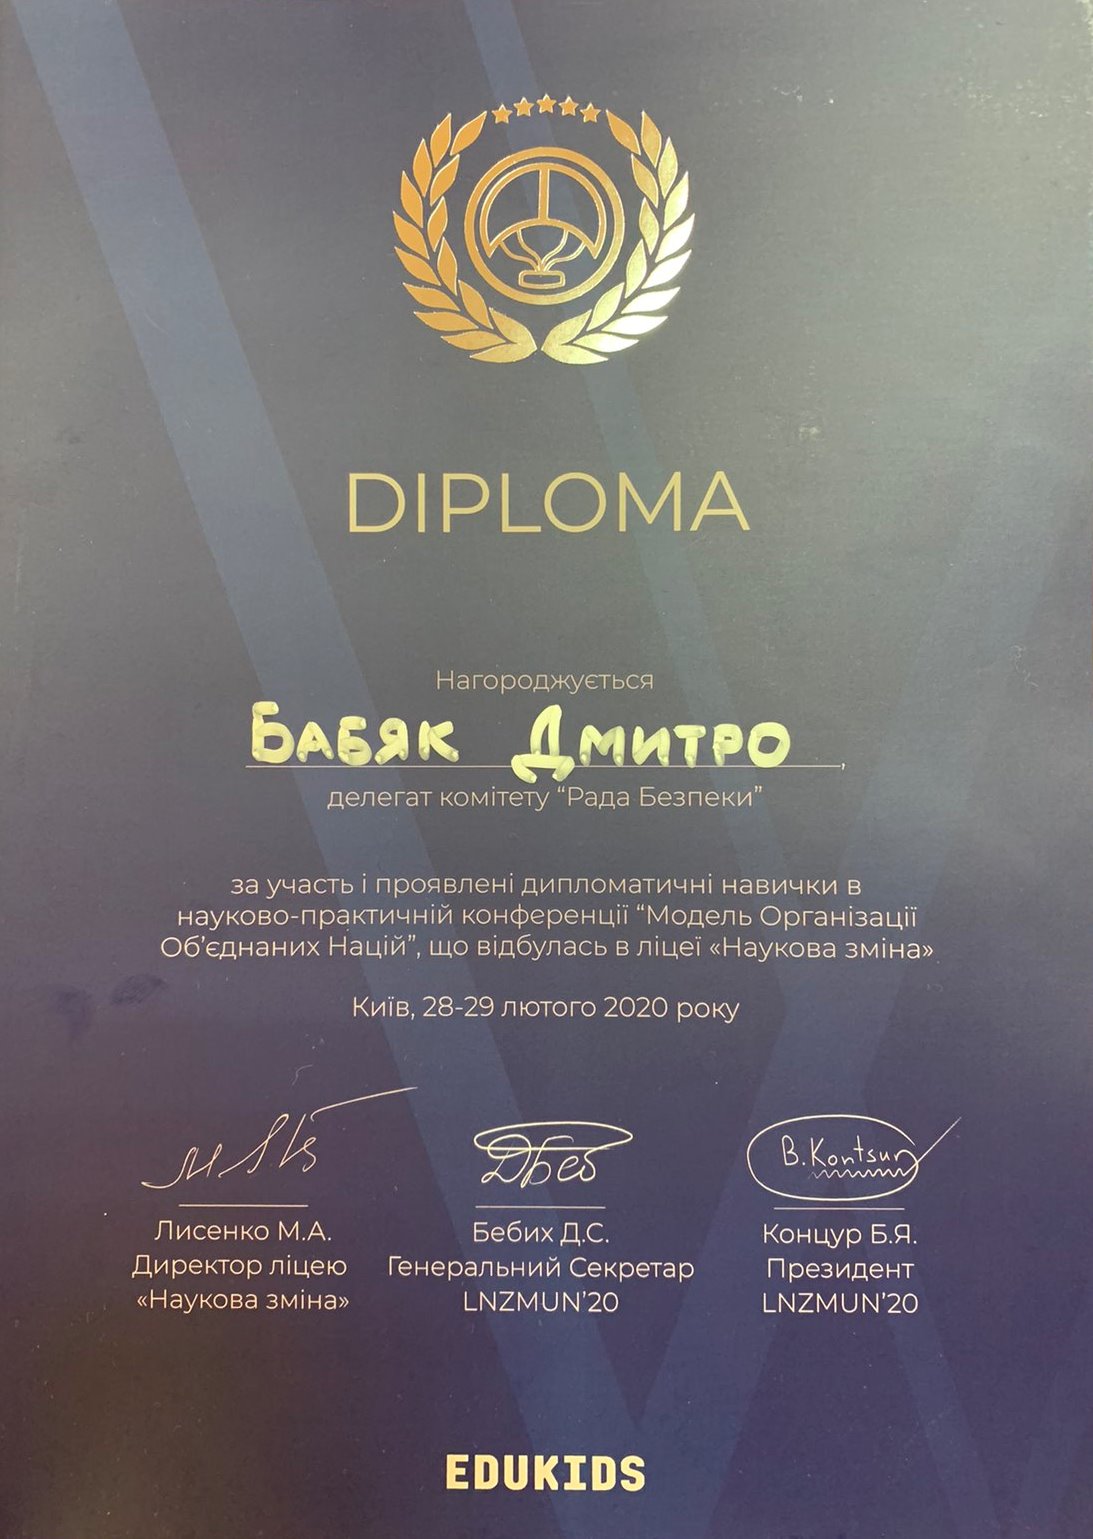 DIPLOMA
Нагороджується
Бабяк Дмитро,
делегат комітету “Рада Безпеки”
за участь і проявлені дипломатичні навички в
науково-практичній конференції “Модель Організації
Об’єднаних Націй”, що відбулась в ліцеї «Наукова зміна»
Київ, 28-29 лютого 2020 року
B. Kontsur
Лисенко М.А.
Директор ліцею
«Наукова зміна»
Бебих Д.С.
Генеральний Секретар
LNZMUN’20
Концур Б.Я.
Президент
LNZMUN’20
EDUKIDS